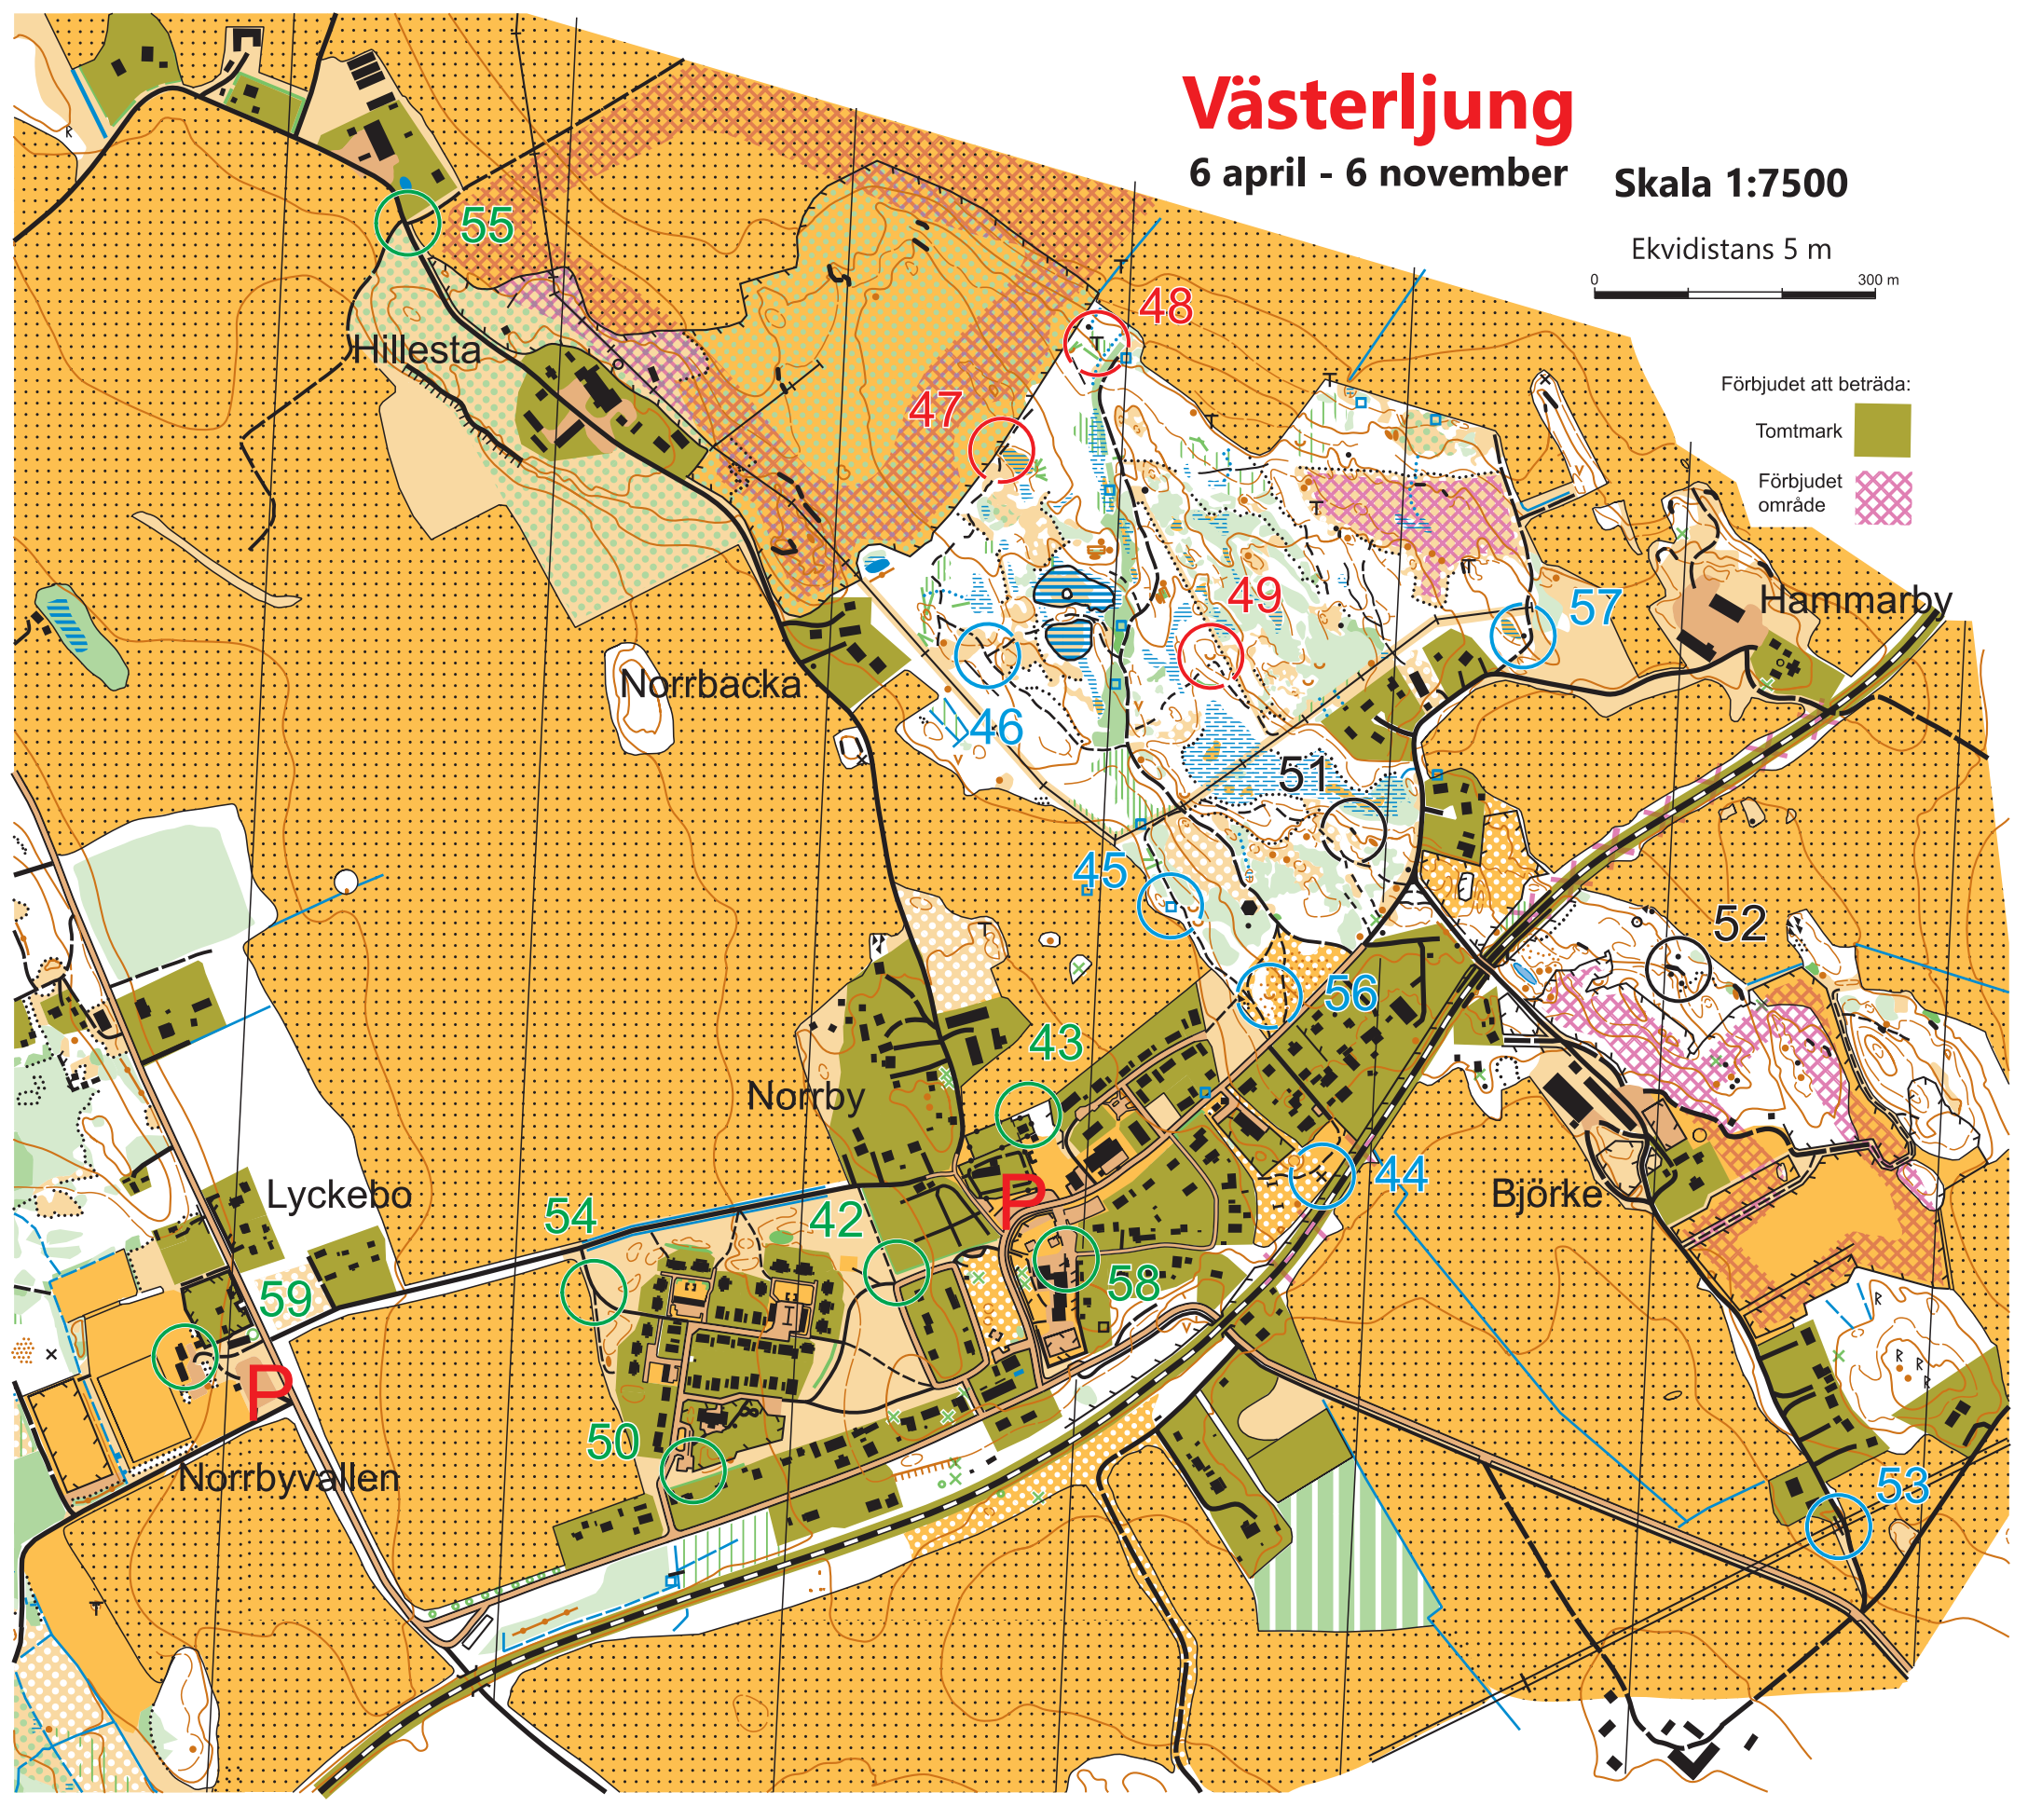 Västerljung
6 april - 6 november
Skala 1:7500
Ekvidistans 5 m
0 300 m
Förbjudet att beträda:
Tomtmark
Förbjudet
område
55
48
Hillesta
47
49
57
Hammarby
Norrbacka
46
51
45
52
56
43
Norrby
44
Lyckebo
54
42
P
Björke
58
59
P
50
Norrbyvallen
53